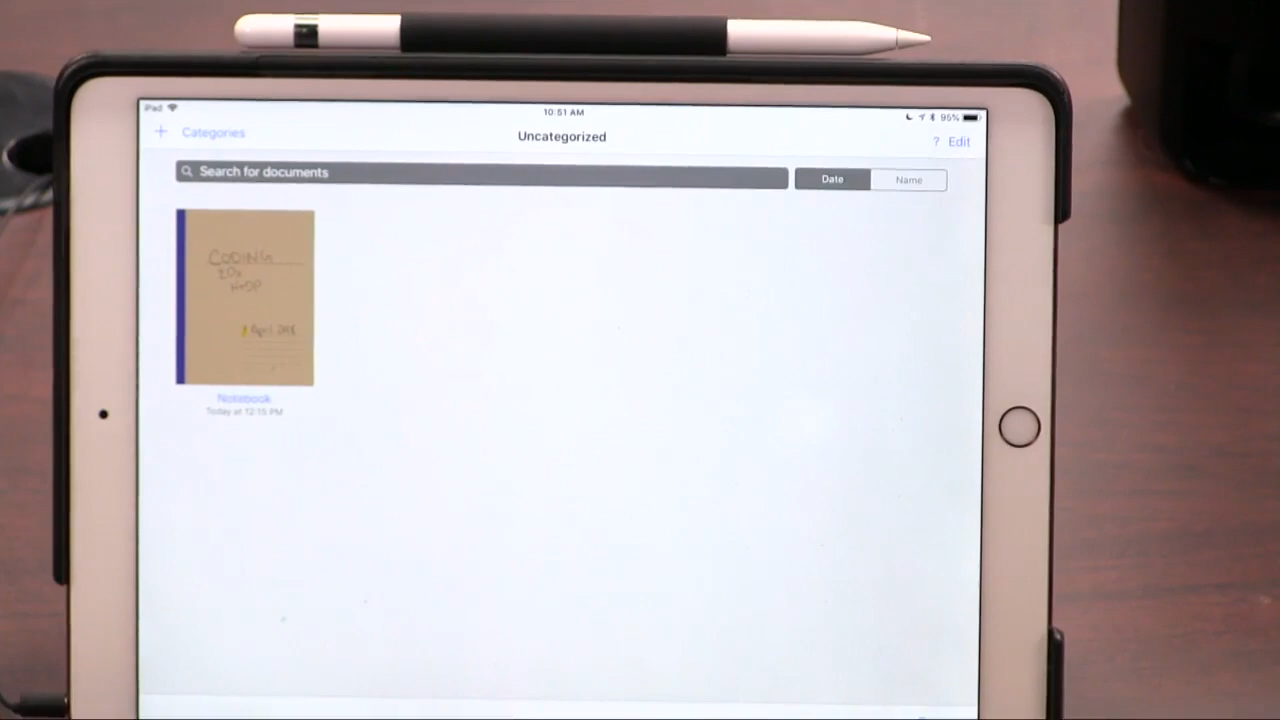 iPad 10:51 AM 95%
+ Categories Uncategorized ? Edit
Search for documents Date Name
CODING
April
Notebook
Today at 12:15 PM